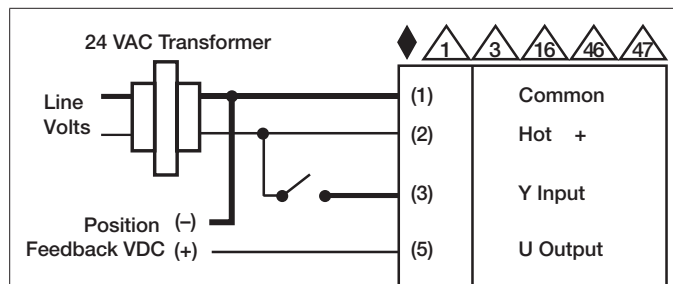 24 VAC Transformer
1 3 16 46 47
Line
Volts
(1) Common
(2) Hot +
(3) Y Input
Position (–)
Feedback VDC (+)
(5) U Output